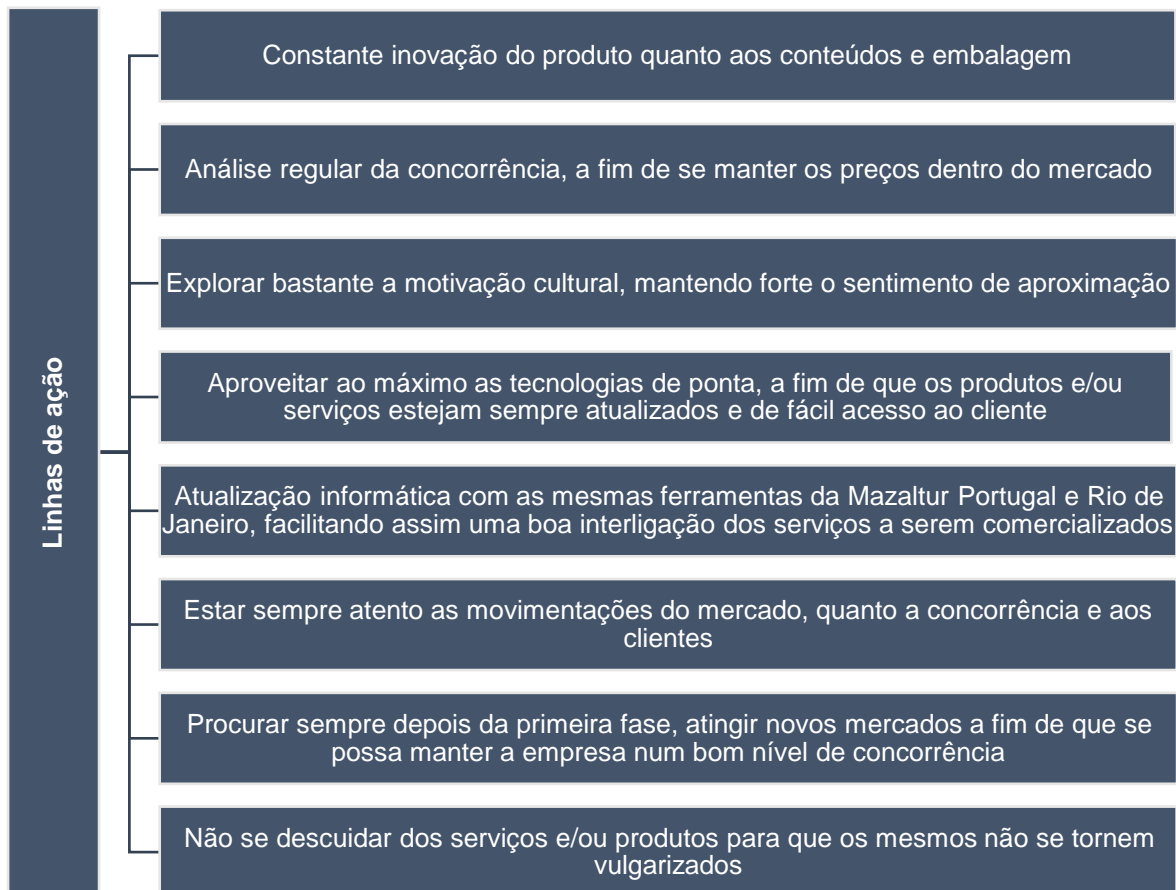 Linhas de ação
Constante inovação do produto quanto aos conteúdos e embalagem
Análise regular da concorrência, a fim de se manter os preços dentro do mercado
Explorar bastante a motivação cultural, mantendo forte o sentimento de aproximação
Aproveitar ao máximo as tecnologias de ponta, a fim de que os produtos e/ou
serviços estejam sempre atualizados e de fácil acesso ao cliente
Atualização informática com as mesmas ferramentas da Mazaltur Portugal e Rio de
Janeiro, facilitando assim uma boa interligação dos serviços a serem comercializados
Estar sempre atento as movimentações do mercado, quanto a concorrência e aos
clientes
Procurar sempre depois da primeira fase, atingir novos mercados a fim de que se
possa manter a empresa num bom nível de concorrência
Não se descuidar dos serviços e/ou produtos para que os mesmos não se tornem
vulgarizados